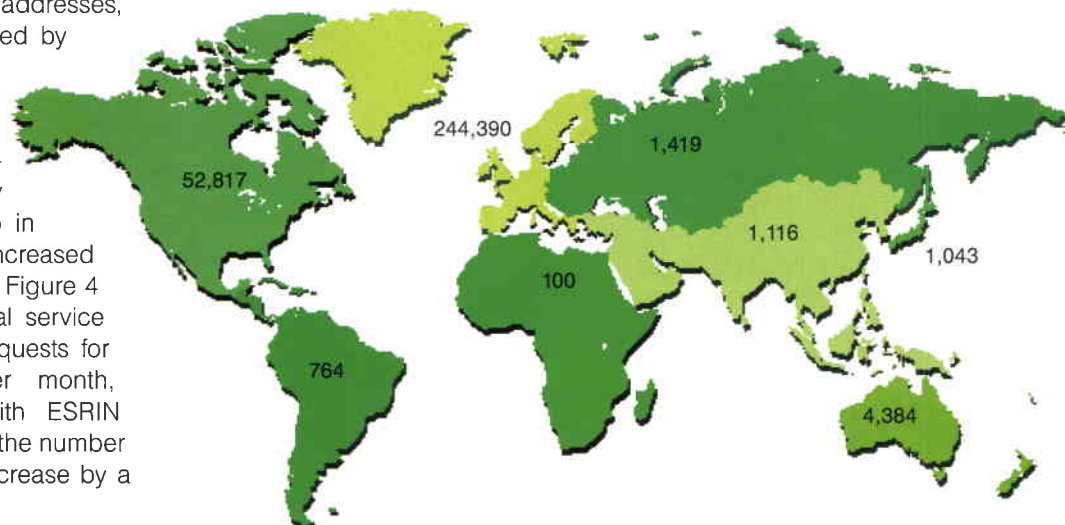 addresses,
ed by
in
ncreased
Figure 4
al service
quests for
er month,
ith ESRIN
the number
crease by a
244,390
1,419
52,817
1,116
1,043
100
764
4,384